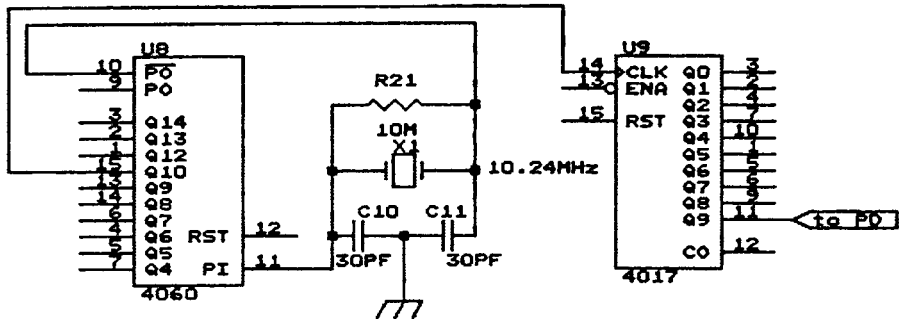 U8
10 P0
9 P0
3 Q14
2 Q13
1 Q12
15 Q10
13 Q9
14 Q8
6 Q7
4 Q6
5 Q5
7 Q4
RST 12
PI 11
4060
R21
10M
X1
10.24MHz
C10
C11
30PF
30PF
U9
14 CLK
13 ENA
15 RST
Q0 3
Q1 2
Q2 4
Q3 7
Q4 10
Q5 1
Q6 5
Q7 6
Q8 9
Q9 11
CO 12
4017
to PD